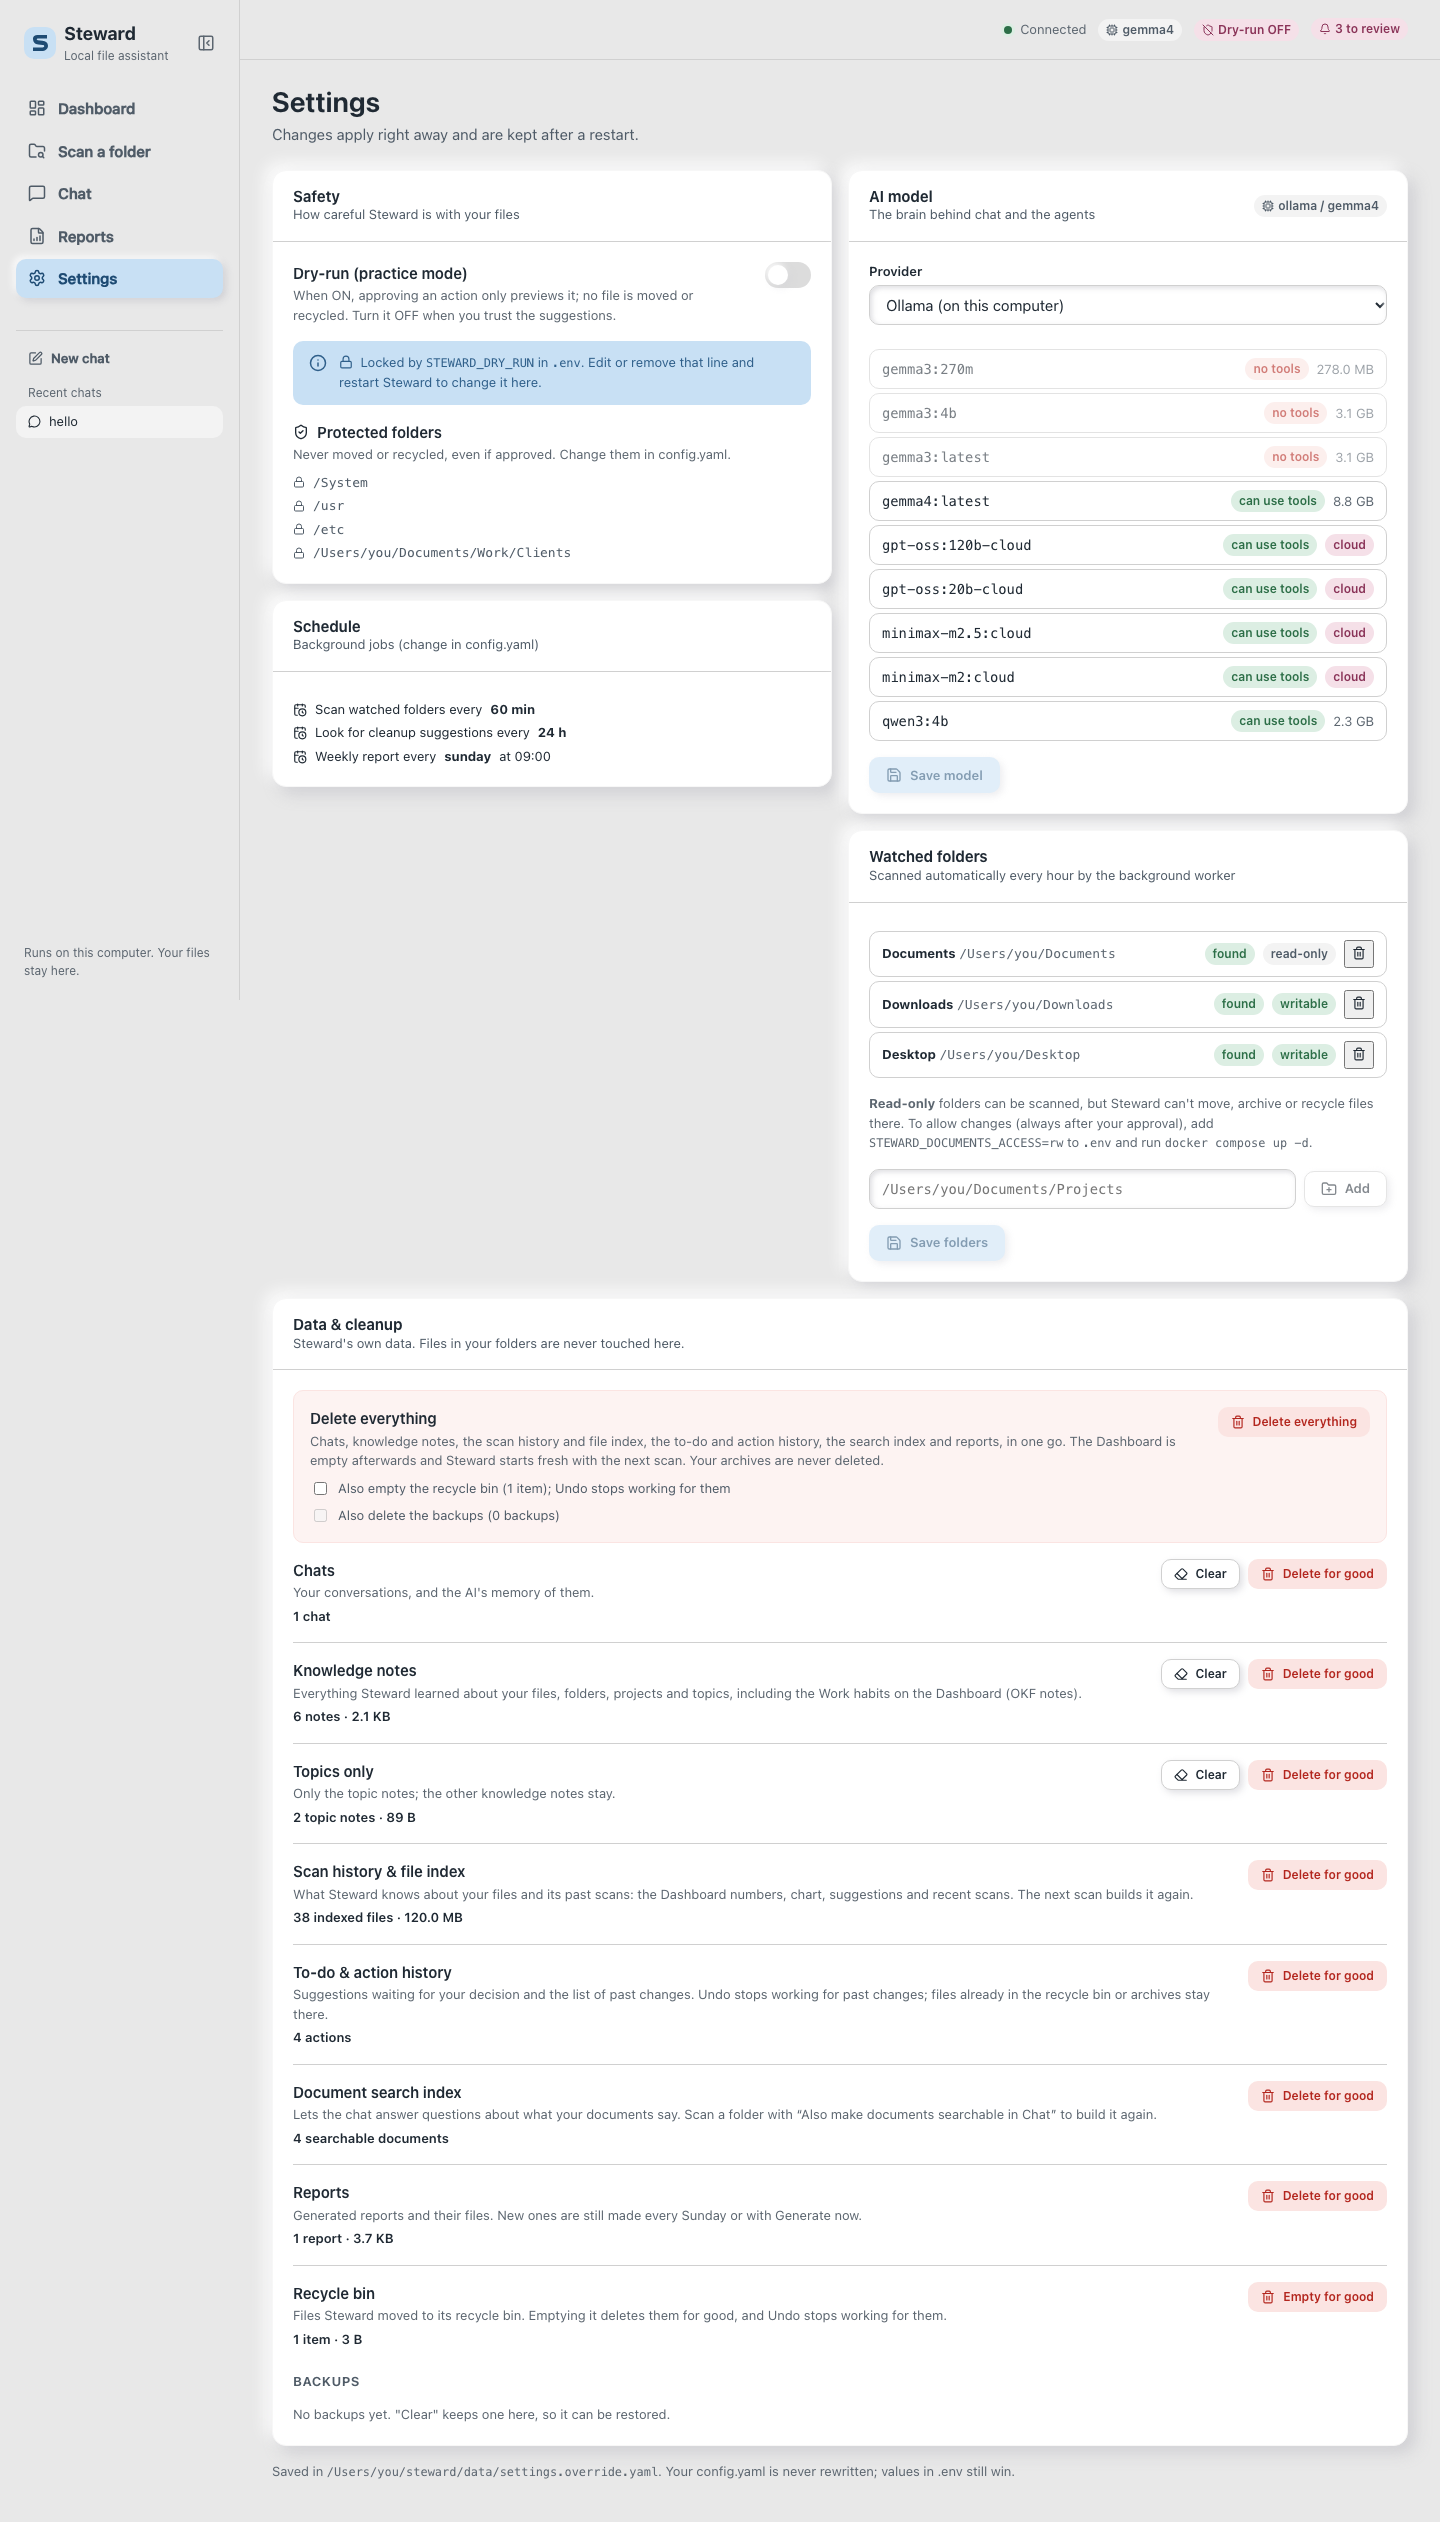 S
Steward
Local file assistant
Dashboard
Scan a folder
Chat
Reports
Settings
New chat
Recent chats
hello
Runs on this computer. Your files
stay here.
Connected
gemma4
Dry-run OFF
3 to review
Settings
Changes apply right away and are kept after a restart.
Safety
How careful Steward is with your files
Dry-run (practice mode)
When ON, approving an action only previews it; no file is moved or
recycled. Turn it OFF when you trust the suggestions.
Locked by STEWARD_DRY_RUN in .env. Edit or remove that line and
restart Steward to change it here.
Protected folders
Never moved or recycled, even if approved. Change them in config.yaml.
/System
/usr
/etc
/Users/you/Documents/Work/Clients
Schedule
Background jobs (change in config.yaml)
Scan watched folders every 60 min
Look for cleanup suggestions every 24 h
Weekly report every sunday at 09:00
AI model
The brain behind chat and the agents
ollama / gemma4
Provider
Ollama (on this computer)
gemma3:270m no tools 278.0 MB
gemma3:4b no tools 3.1 GB
gemma3:latest no tools 3.1 GB
gemma4:latest can use tools 8.8 GB
gpt-oss:120b-cloud can use tools cloud
gpt-oss:20b-cloud can use tools cloud
minimax-m2.5:cloud can use tools cloud
minimax-m2:cloud can use tools cloud
qwen3:4b can use tools 2.3 GB
Save model
Watched folders
Scanned automatically every hour by the background worker
Documents /Users/you/Documents found read-only
Downloads /Users/you/Downloads found writable
Desktop /Users/you/Desktop found writable
Read-only folders can be scanned, but Steward can't move, archive or recycle files
there. To allow changes (always after your approval), add
STEWARD_DOCUMENTS_ACCESS=rw to .env and run docker compose up -d.
/Users/you/Documents/Projects
Add
Save folders
Data & cleanup
Steward's own data. Files in your folders are never touched here.
Delete everything
Delete everything
Chats, knowledge notes, the scan history and file index, the to-do and action history, the search index and reports, in one go. The Dashboard is
empty afterwards and Steward starts fresh with the next scan. Your archives are never deleted.
Also empty the recycle bin (1 item); Undo stops working for them
Also delete the backups (0 backups)
Chats
Clear
Delete for good
Your conversations, and the AI's memory of them.
1 chat
Knowledge notes
Clear
Delete for good
Everything Steward learned about your files, folders, projects and topics, including the Work habits on the Dashboard (OKF notes).
6 notes · 2.1 KB
Topics only
Clear
Delete for good
Only the topic notes; the other knowledge notes stay.
2 topic notes · 89 B
Scan history & file index
Delete for good
What Steward knows about your files and its past scans: the Dashboard numbers, chart, suggestions and recent scans. The next scan builds it again.
38 indexed files · 120.0 MB
To-do & action history
Delete for good
Suggestions waiting for your decision and the list of past changes. Undo stops working for past changes; files already in the recycle bin or archives stay
there.
4 actions
Document search index
Delete for good
Lets the chat answer questions about what your documents say. Scan a folder with “Also make documents searchable in Chat” to build it again.
4 searchable documents
Reports
Delete for good
Generated reports and their files. New ones are still made every Sunday or with Generate now.
1 report · 3.7 KB
Recycle bin
Empty for good
Files Steward moved to its recycle bin. Emptying it deletes them for good, and Undo stops working for them.
1 item · 3 B
BACKUPS
No backups yet. "Clear" keeps one here, so it can be restored.
Saved in /Users/you/steward/data/settings.override.yaml. Your config.yaml is never rewritten; values in .env still win.